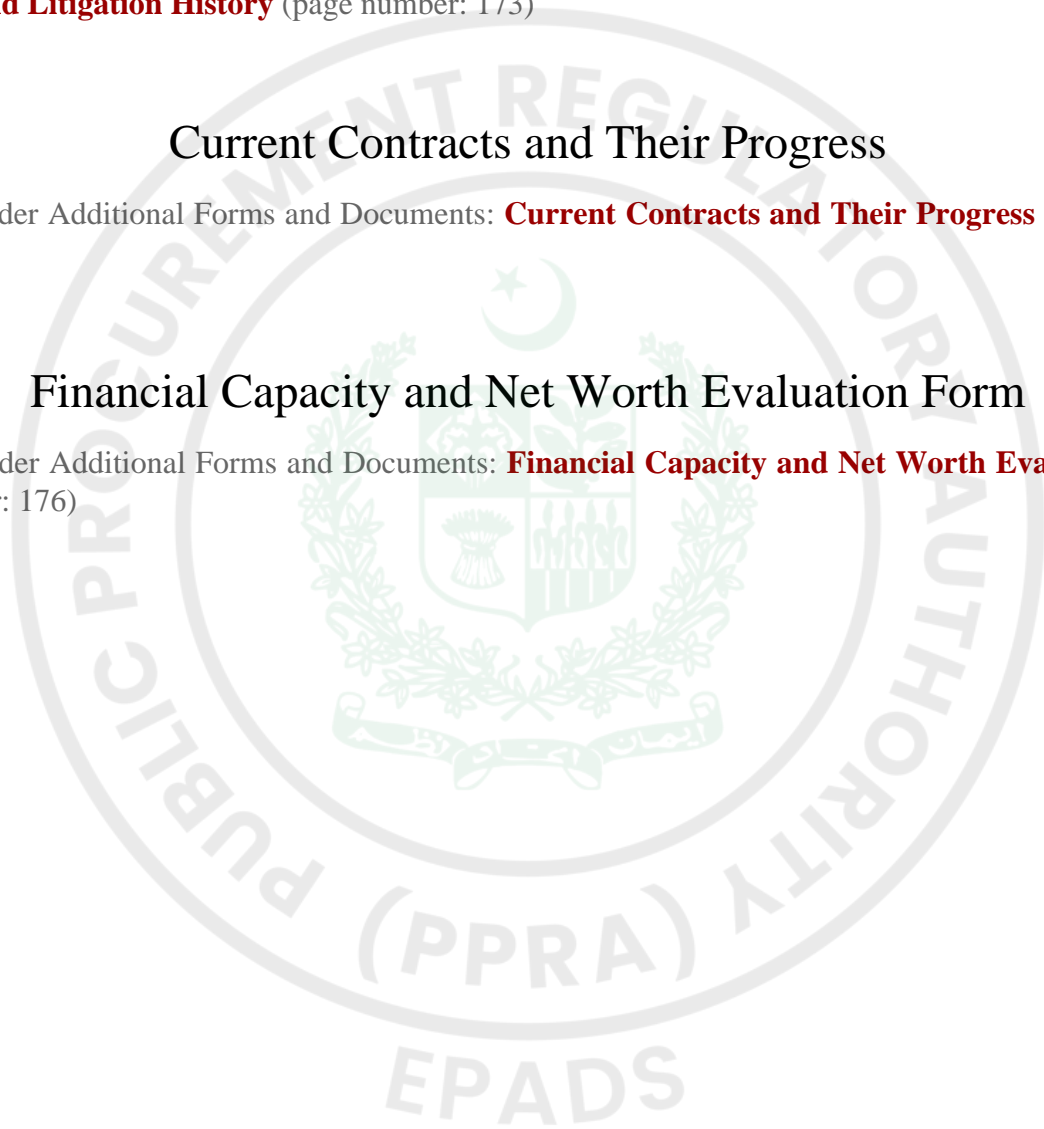 d Litigation History (page number: 173)
Current Contracts and Their Progress
der Additional Forms and Documents: Current Contracts and Their Progress
Financial Capacity and Net Worth Evaluation Form
der Additional Forms and Documents: Financial Capacity and Net Worth Eva
r: 176)
PUBLIC PROCUREMENT REGULATORY AUTHORITY
(PPRA)
EPADS